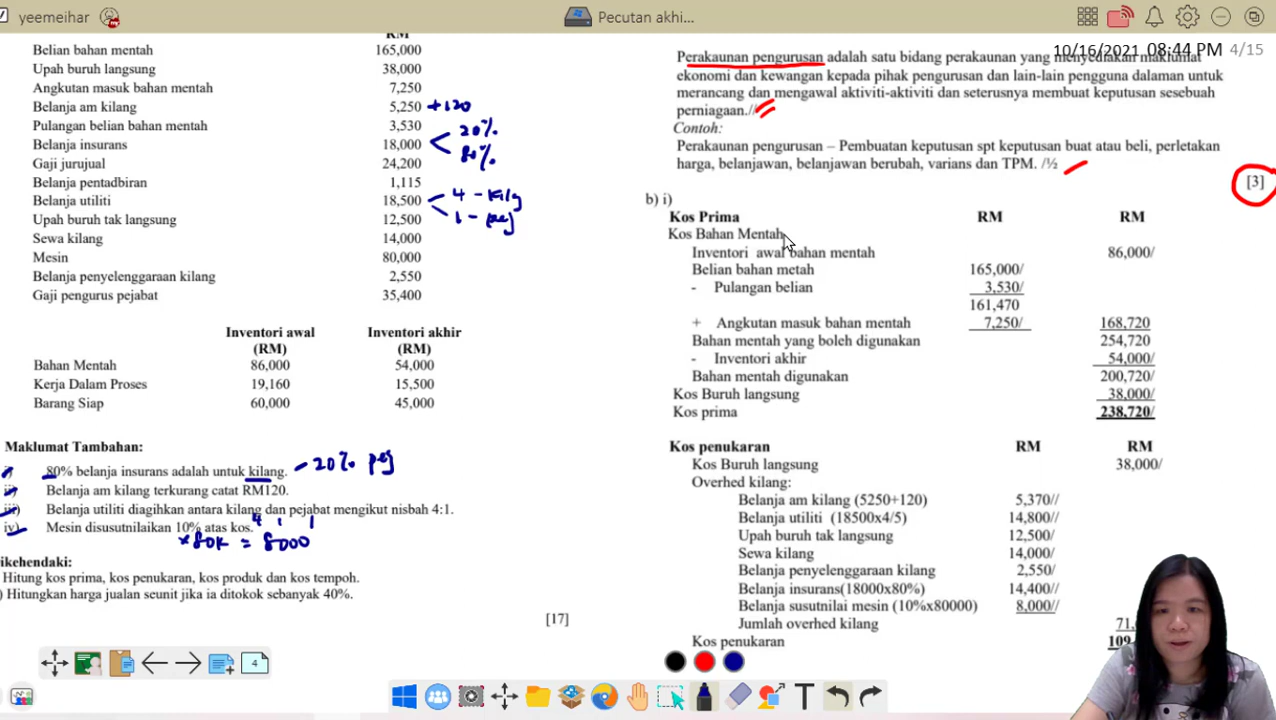 yeemeihar
Pecutan akhi...
10/16/2021 08:44 PM 4/15
RM
Belian bahan mentah 165,000
Upah buruh langsung 38,000
Angkutan masuk bahan mentah 7,250
Belanja am kilang 5,250 +120
Pulangan belian bahan mentah 3,530
Belanja insurans 18,000 20% 80%
Gaji jurujual 24,200
Belanja pentadbiran 1,115
Belanja utiliti 18,500 4 - kilg 1 - pej
Upah buruh tak langsung 12,500
Sewa kilang 14,000
Mesin 80,000
Belanja penyelenggaraan kilang 2,550
Gaji pengurus pejabat 35,400
Inventori awal Inventori akhir
(RM) (RM)
Bahan Mentah 86,000 54,000
Kerja Dalam Proses 19,160 15,500
Barang Siap 60,000 45,000
Maklumat Tambahan:
i) 80% belanja insurans adalah untuk kilang. - 20% pej
ii) Belanja am kilang terkurang catat RM120.
iii) Belanja utiliti diagihkan antara kilang dan pejabat mengikut nisbah 4:1.
iv) Mesin disusutnilaikan 10% atas kos. 4 1
× 80K = 8000
ikehendaki:
Hitung kos prima, kos penukaran, kos produk dan kos tempoh.
) Hitungkan harga jualan seunit jika ia ditokok sebanyak 40%.
[17]
4
Perakaunan pengurusan adalah satu bidang perakaunan yang menyediakan maklumat
ekonomi dan kewangan kepada pihak pengurusan dan lain-lain pengguna dalaman untuk
merancang dan mengawal aktiviti-aktiviti dan seterusnya membuat keputusan sesebuah
perniagaan.//
Contoh:
Perakaunan pengurusan – Pembuatan keputusan spt keputusan buat atau beli, perletakan
harga, belanjawan, belanjawan berubah, varians dan TPM. /½
[3]
b) i)
Kos Prima RM RM
Kos Bahan Mentah
Inventori awal bahan mentah 86,000/
Belian bahan metah 165,000/
- Pulangan belian 3,530/
161,470
+ Angkutan masuk bahan mentah 7,250/ 168,720
Bahan mentah yang boleh digunakan 254,720
- Inventori akhir 54,000/
Bahan mentah digunakan 200,720/
Kos Buruh langsung 38,000/
Kos prima 238,720/
Kos penukaran RM RM
Kos Buruh langsung 38,000/
Overhed kilang:
Belanja am kilang (5250+120) 5,370//
Belanja utiliti (18500x4/5) 14,800//
Upah buruh tak langsung 12,500/
Sewa kilang 14,000/
Belanja penyelenggaraan kilang 2,550/
Belanja insurans(18000x80%) 14,400//
Belanja susutnilai mesin (10%x80000) 8,000//
Jumlah overhed kilang 71,
Kos penukaran 109